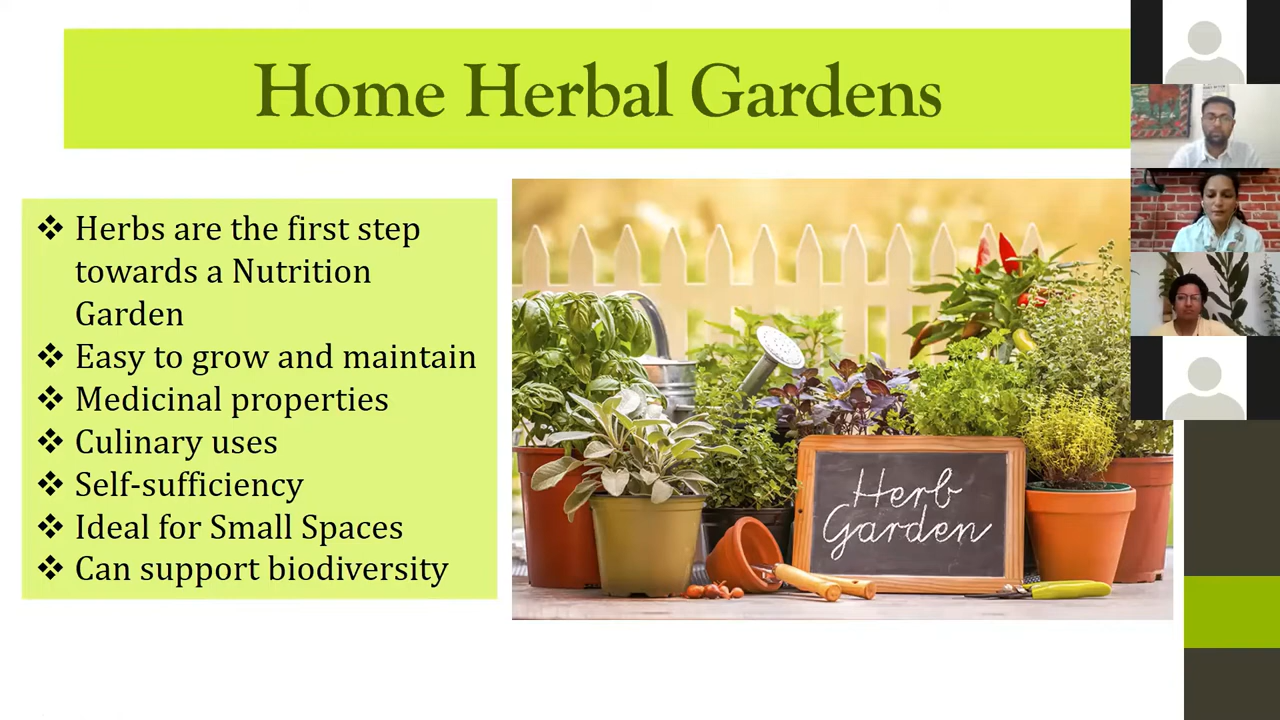 Home Herbal Gardens
❖ Herbs are the first step
towards a Nutrition
Garden
❖ Easy to grow and maintain
❖ Medicinal properties
❖ Culinary uses
❖ Self-sufficiency
❖ Ideal for Small Spaces
❖ Can support biodiversity
Herb
Garden